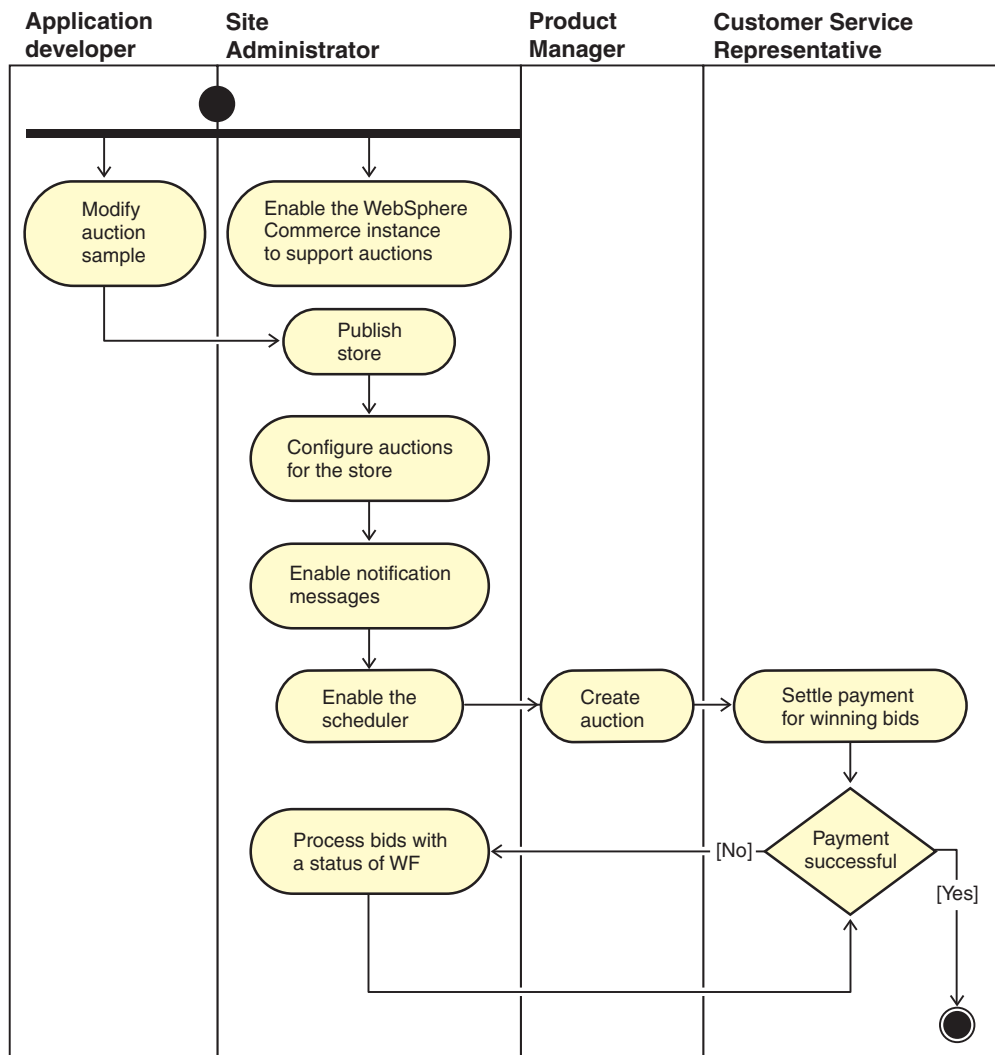 Application
developer
Site
Administrator
Product
Manager
Customer Service
Representative
Modify
auction
sample
Enable the WebSphere
Commerce instance
to support auctions
Publish
store
Configure auctions
for the store
Enable notification
messages
Enable the
scheduler
Create
auction
Settle payment
for winning bids
Process bids with
a status of WF
[No]
Payment
successful
[Yes]